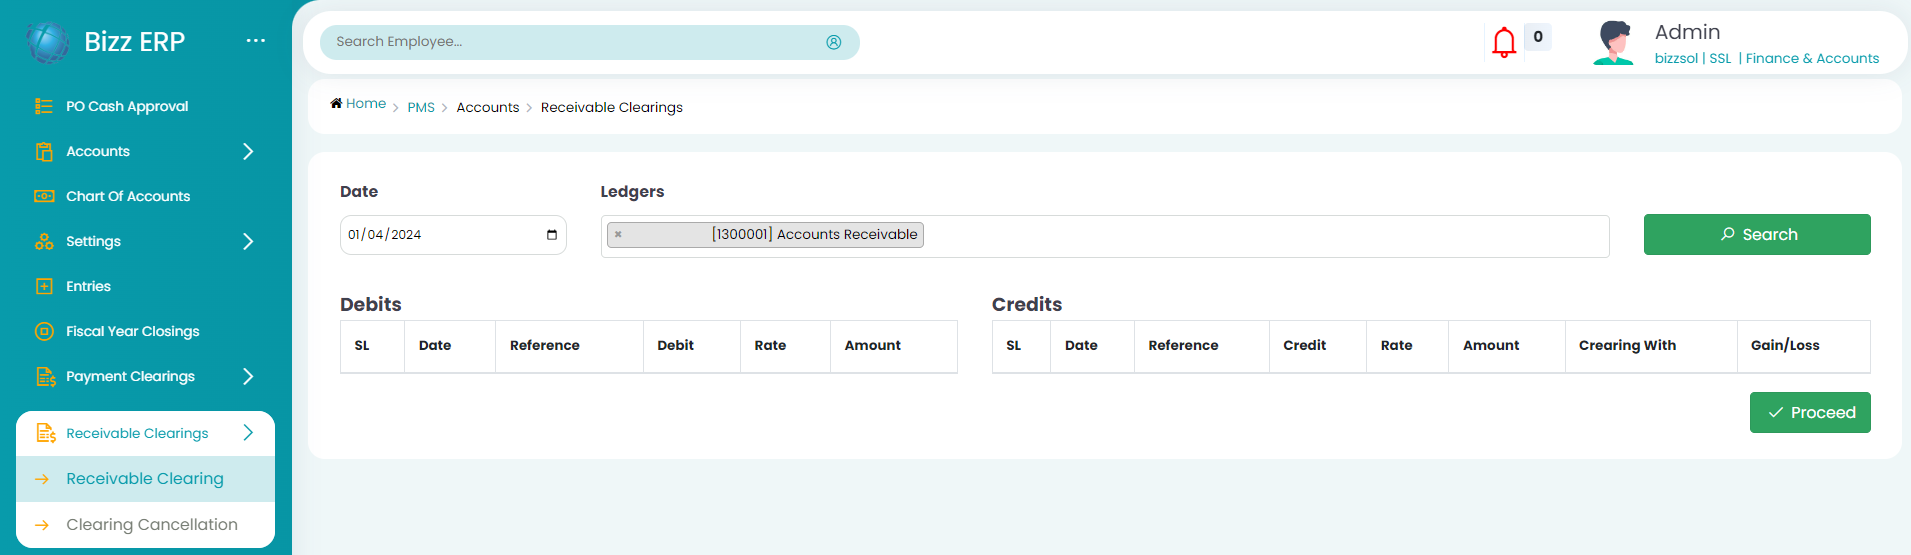 Bizz ERP
PO Cash Approval
Accounts
Chart Of Accounts
Settings
Entries
Fiscal Year Closings
Payment Clearings
Receivable Clearings
Receivable Clearing
Clearing Cancellation
Search Employee...
0
Admin
bizzsol | SSL | Finance & Accounts
Home > PMS > Accounts > Receivable Clearings
Date
01/04/2024
Ledgers
× [1300001] Accounts Receivable
Search
Debits
SL Date Reference Debit Rate Amount
Credits
SL Date Reference Credit Rate Amount Crearing With Gain/Loss
Proceed